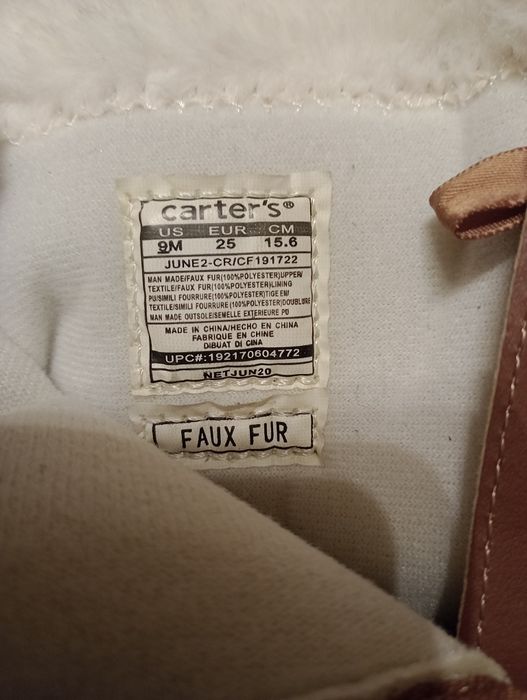 carter's®
US EUR CM
9M 25 15.6
JUNE2-CR/CF191722
MAN MADE/FAUX FUR(100%POLYESTER)UPPER/
TEXTILE/FAUX FUR(100%POLYESTER)LINING
PU/SIMILI FOURRURE(100%POLYESTER)TIGE EM/
TEXTILE/SIMILI FOURRURE(100%POLYESTER)DOUBLURE
MAN MADE OUTSOLE/SEMELLE EXTERIEURE PU
MADE IN CHINA/HECHO EN CHINA
FABRIQUE EN CHINE
DIBUAT DI CINA
UPC#:192170604772
NETJUN20
FAUX FUR